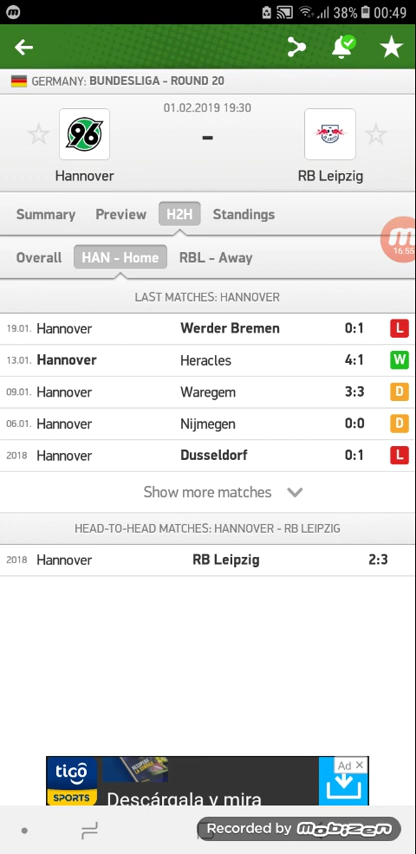 38% 00:49
GERMANY: BUNDESLIGA - ROUND 20
01.02.2019 19:30
96
-
Hannover RB Leipzig
Summary Preview H2H Standings
16:55
Overall HAN - Home RBL - Away
LAST MATCHES: HANNOVER
19.01. Hannover Werder Bremen 0:1 L
13.01. Hannover Heracles 4:1 W
09.01. Hannover Waregem 3:3 D
06.01. Hannover Nijmegen 0:0 D
2018 Hannover Dusseldorf 0:1 L
Show more matches
HEAD-TO-HEAD MATCHES: HANNOVER - RB LEIPZIG
2018 Hannover RB Leipzig 2:3
Ad
tigo
SPORTS
Descárgala y mira
Recorded by MOBIZEN